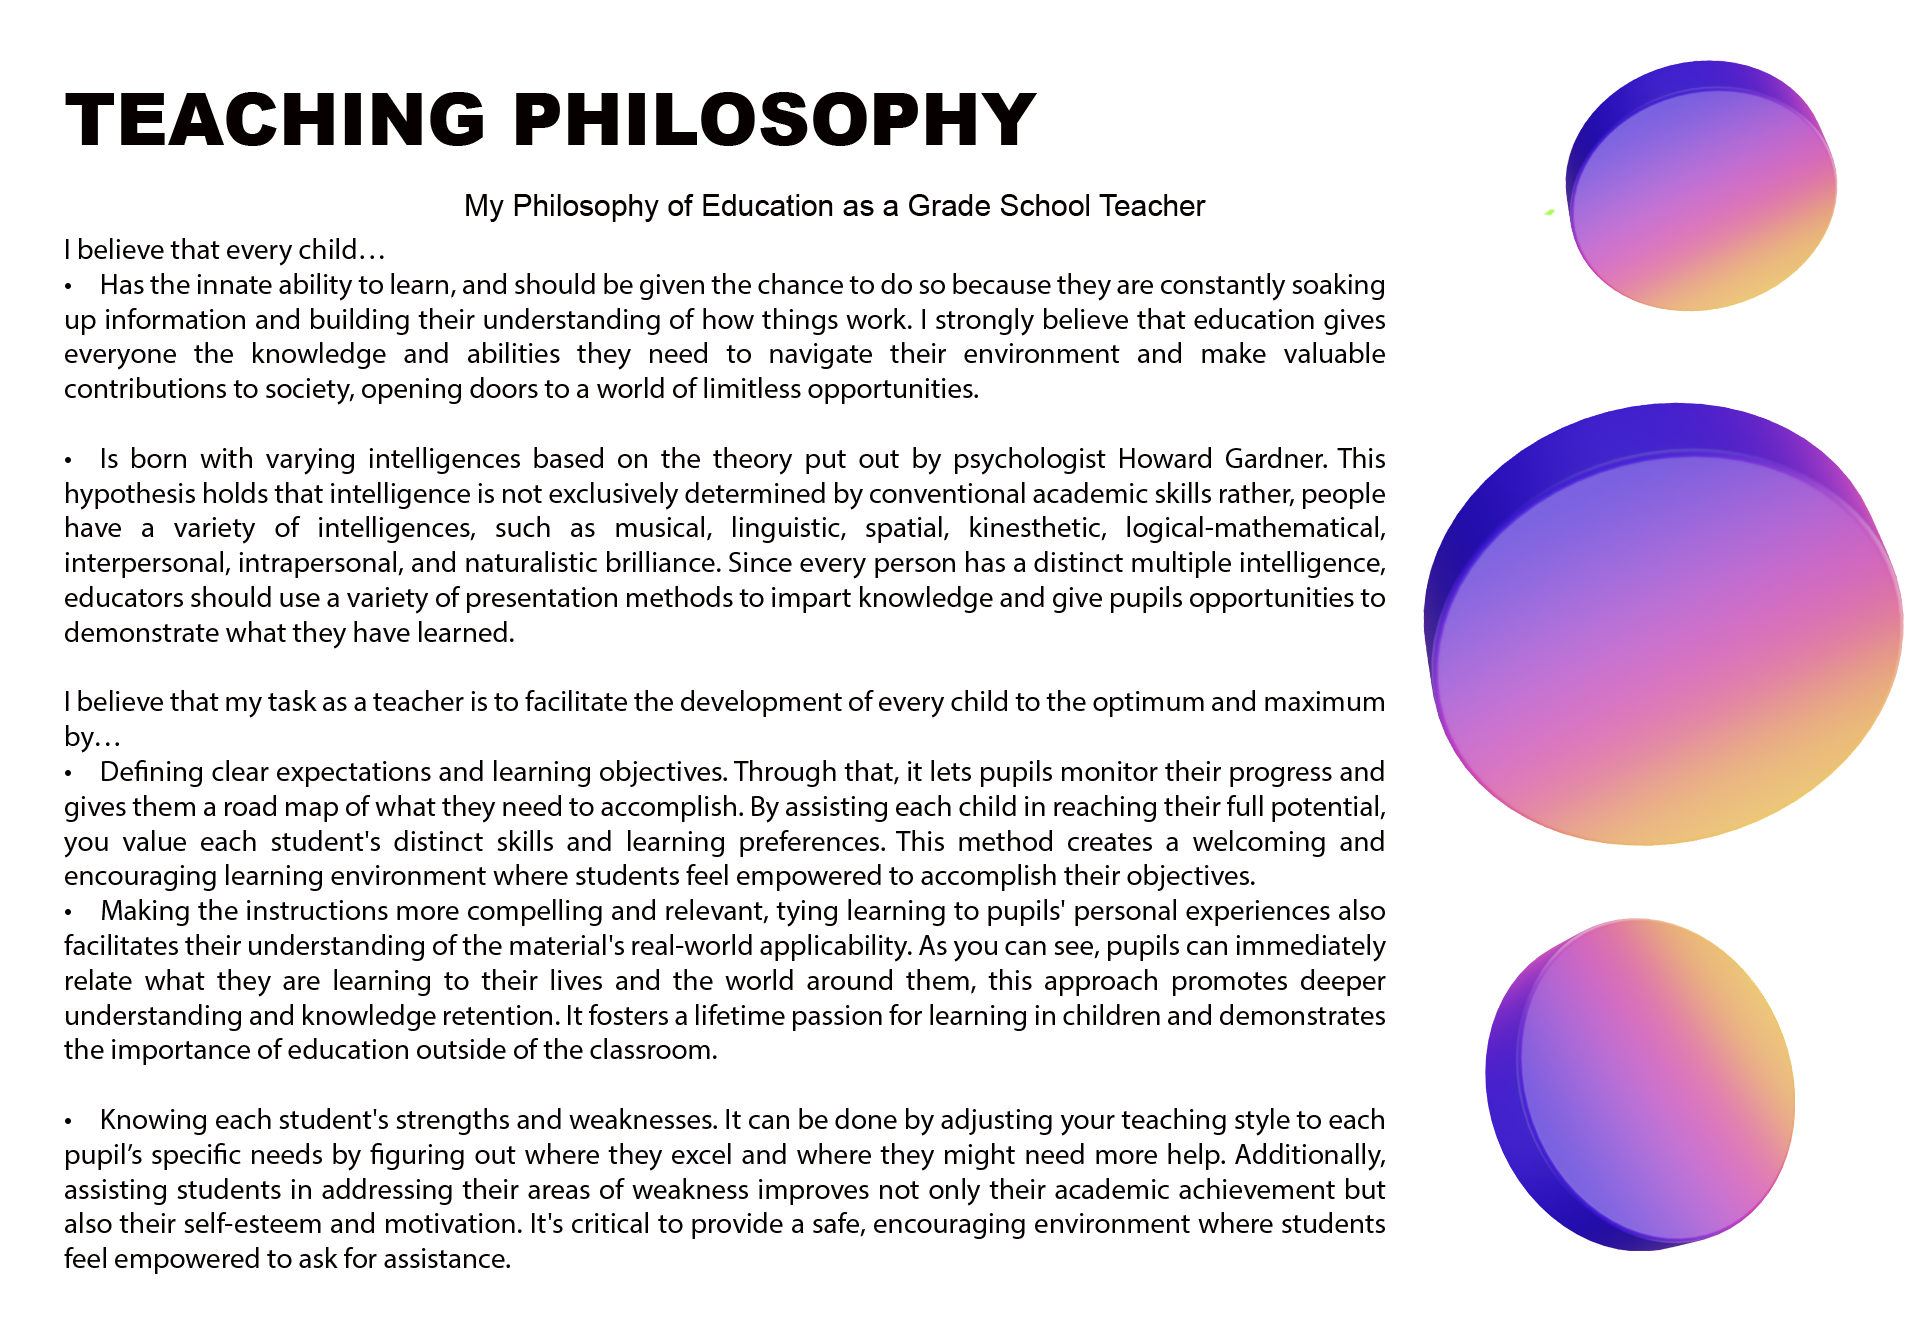 TEACHING PHILOSOPHY
My Philosophy of Education as a Grade School Teacher
I believe that every child…
• Has the innate ability to learn, and should be given the chance to do so because they are constantly soaking
up information and building their understanding of how things work. I strongly believe that education gives
everyone the knowledge and abilities they need to navigate their environment and make valuable
contributions to society, opening doors to a world of limitless opportunities.
• Is born with varying intelligences based on the theory put out by psychologist Howard Gardner. This
hypothesis holds that intelligence is not exclusively determined by conventional academic skills rather, people
have a variety of intelligences, such as musical, linguistic, spatial, kinesthetic, logical-mathematical,
interpersonal, intrapersonal, and naturalistic brilliance. Since every person has a distinct multiple intelligence,
educators should use a variety of presentation methods to impart knowledge and give pupils opportunities to
demonstrate what they have learned.
I believe that my task as a teacher is to facilitate the development of every child to the optimum and maximum
by…
• Defining clear expectations and learning objectives. Through that, it lets pupils monitor their progress and
gives them a road map of what they need to accomplish. By assisting each child in reaching their full potential,
you value each student's distinct skills and learning preferences. This method creates a welcoming and
encouraging learning environment where students feel empowered to accomplish their objectives.
• Making the instructions more compelling and relevant, tying learning to pupils' personal experiences also
facilitates their understanding of the material's real-world applicability. As you can see, pupils can immediately
relate what they are learning to their lives and the world around them, this approach promotes deeper
understanding and knowledge retention. It fosters a lifetime passion for learning in children and demonstrates
the importance of education outside of the classroom.
• Knowing each student's strengths and weaknesses. It can be done by adjusting your teaching style to each
pupil’s specific needs by figuring out where they excel and where they might need more help. Additionally,
assisting students in addressing their areas of weakness improves not only their academic achievement but
also their self-esteem and motivation. It's critical to provide a safe, encouraging environment where students
feel empowered to ask for assistance.